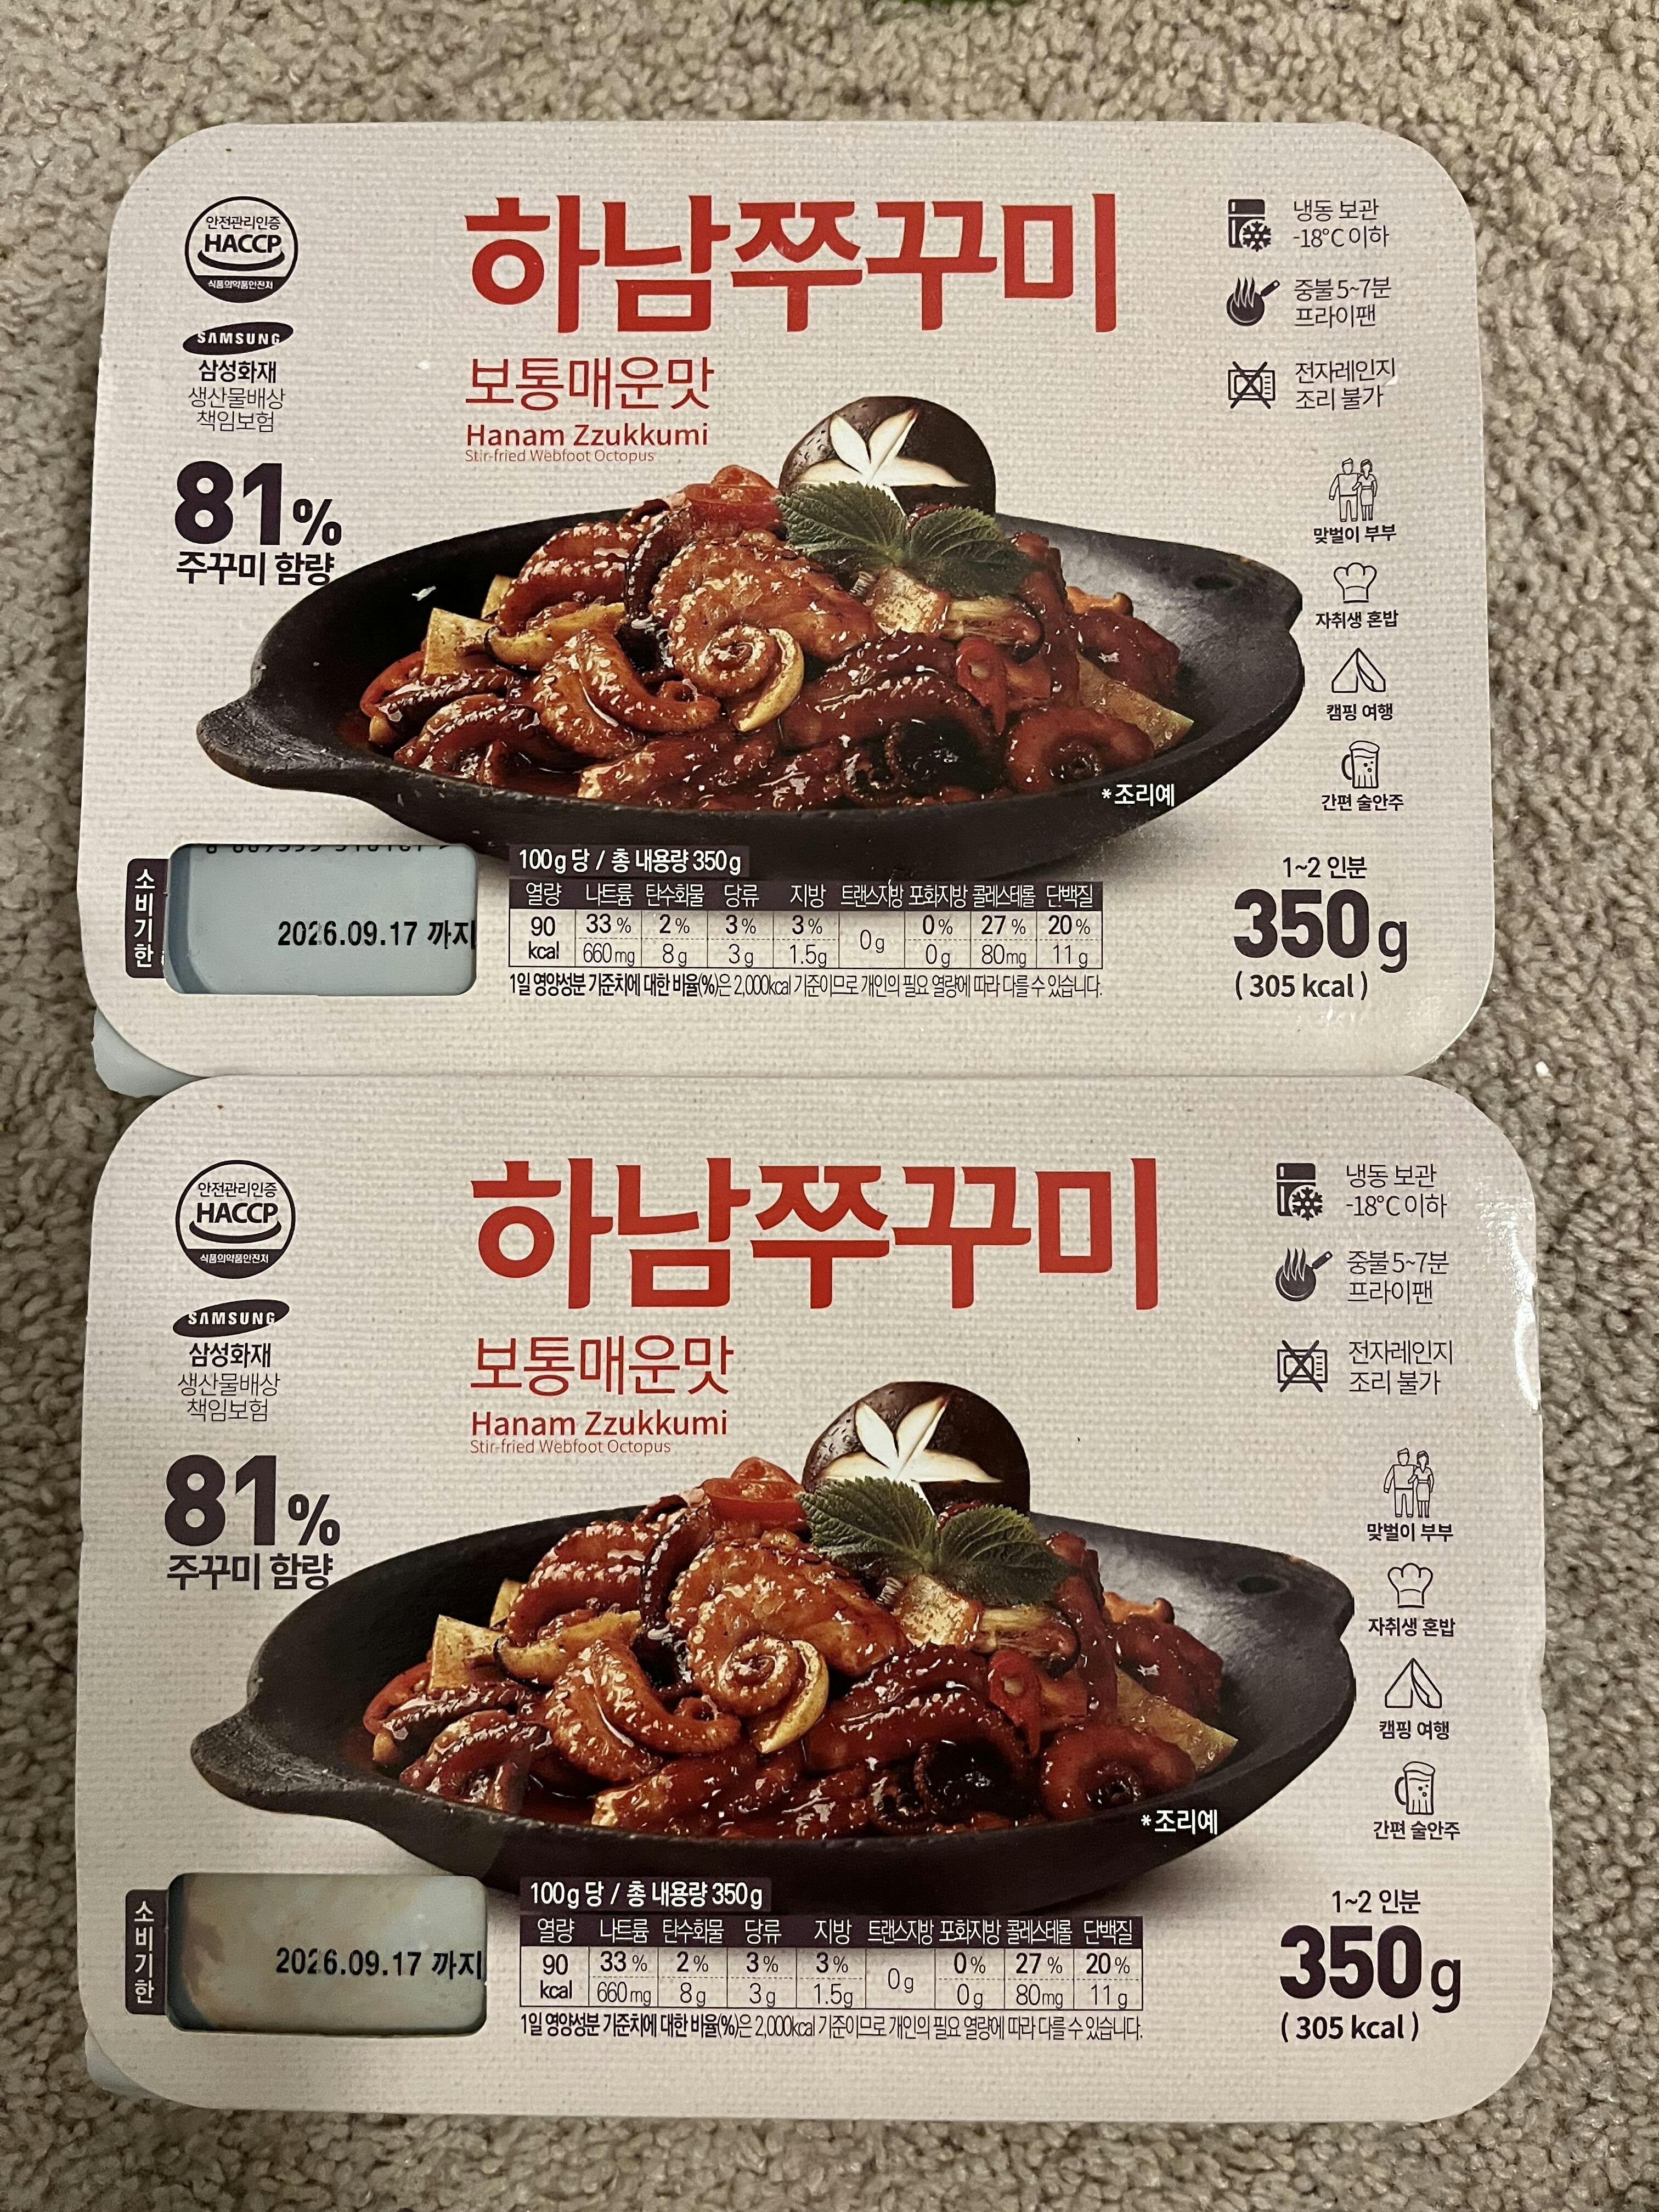 안전관리인증
HACCP
식품의약품안전처
SAMSUNG
삼성화재
생산물배상
책임보험
81%
주꾸미 함량
하남쭈꾸미
보통매운맛
Hanam Zzukkumi
Stir-fried Webfoot Octopus
냉동 보관
-18°C 이하
중불 5~7분
프라이팬
전자레인지
조리 불가
맞벌이 부부
자취생 혼밥
캠핑 여행
간편 술안주
*조리예
소비기한
2026.09.17 까지
100g 당 / 총 내용량 350g
열량 나트륨 탄수화물 당류 지방 트랜스지방 포화지방 콜레스테롤 단백질
90 33% 2% 3% 3% 0g 0% 27% 20%
kcal 660mg 8g 3g 1.5g 0g 80mg 11g
1일 영양성분 기준치에 대한 비율(%)은 2,000kcal 기준이므로 개인의 필요 열량에 따라 다를 수 있습니다.
1~2 인분
350g
(305 kcal)
안전관리인증
HACCP
식품의약품안전처
SAMSUNG
삼성화재
생산물배상
책임보험
81%
주꾸미 함량
하남쭈꾸미
보통매운맛
Hanam Zzukkumi
Stir-fried Webfoot Octopus
냉동 보관
-18°C 이하
중불 5~7분
프라이팬
전자레인지
조리 불가
맞벌이 부부
자취생 혼밥
캠핑 여행
간편 술안주
*조리예
소비기한
2026.09.17 까지
100g 당 / 총 내용량 350g
열량 나트륨 탄수화물 당류 지방 트랜스지방 포화지방 콜레스테롤 단백질
90 33% 2% 3% 3% 0g 0% 27% 20%
kcal 660mg 8g 3g 1.5g 0g 80mg 11g
1일 영양성분 기준치에 대한 비율(%)은 2,000kcal 기준이므로 개인의 필요 열량에 따라 다를 수 있습니다.
1~2 인분
350g
(305 kcal)